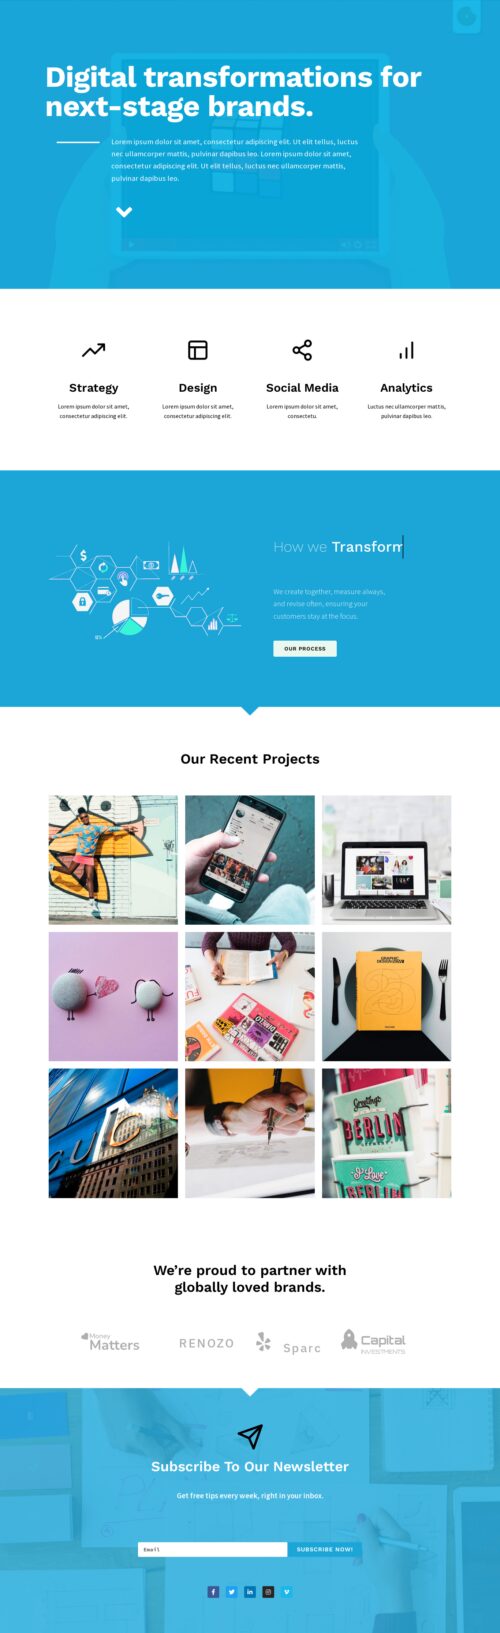 Digital transformations for
next-stage brands.
Lorem ipsum dolor sit amet, consectetur adipiscing elit. Ut elit tellus, luctus
nec ullamcorper mattis, pulvinar dapibus leo. Lorem ipsum dolor sit amet,
consectetur adipiscing elit. Ut elit tellus, luctus nec ullamcorper mattis,
pulvinar dapibus leo.
Strategy
Lorem ipsum dolor sit amet,
consectetur adipiscing elit.
Design
Lorem ipsum dolor sit amet,
consectetur adipiscing elit.
Social Media
Lorem ipsum dolor sit amet,
consectetu.
Analytics
Luctus nec ullamcorper mattis,
pulvinar dapibus leo.
How we Transform
We create together, measure always,
and revise often, ensuring your
customers stay at the focus.
OUR PROCESS
$
Our Recent Projects
GRAPHIC
25
Greetings
BERLIN
I Love
BERLIN
We're proud to partner with
globally loved brands.
Money
Matters
RENOZO
Sparc
Capital
INVESTMENTS
Subscribe To Our Newsletter
Get free tips every week, right in your inbox.
Email
SUBSCRIBE NOW!